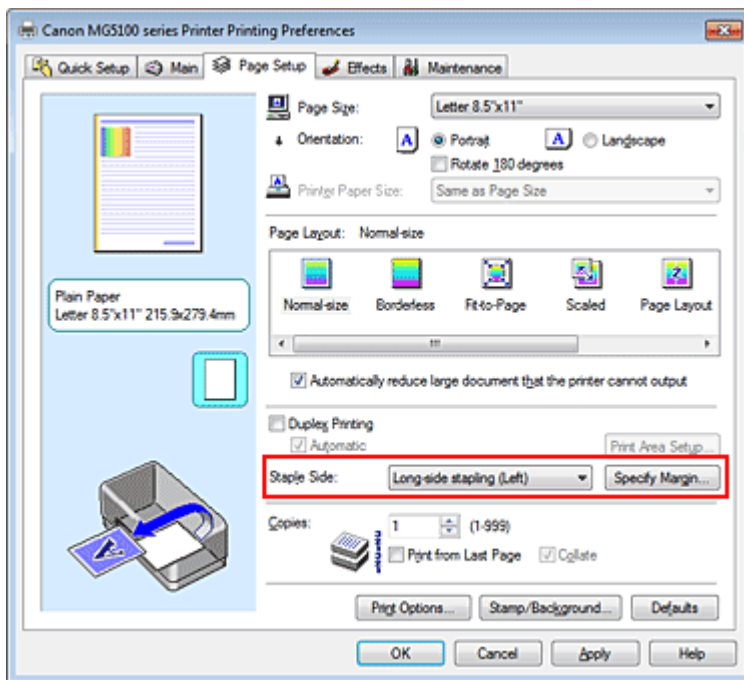 Canon MG5100 series Printer Printing Preferences
Quick Setup Main Page Setup Effects Maintenance
Page Size: Letter 8.5"x11"
Orientation: A Portrait A Landscape
Rotate 180 degrees
Printer Paper Size: Same as Page Size
Page Layout: Normal-size
Normal-size Borderless Fit-to-Page Scaled Page Layout
Plain Paper
Letter 8.5"x11" 215.9x279.4mm
Automatically reduce large document that the printer cannot output
Duplex Printing
Automatic Print Area Setup...
Staple Side: Long-side stapling (Left) Specify Margin...
Copies: 1 (1-999)
Print from Last Page Collate
Print Options... Stamp/Background... Defaults
OK Cancel Apply Help